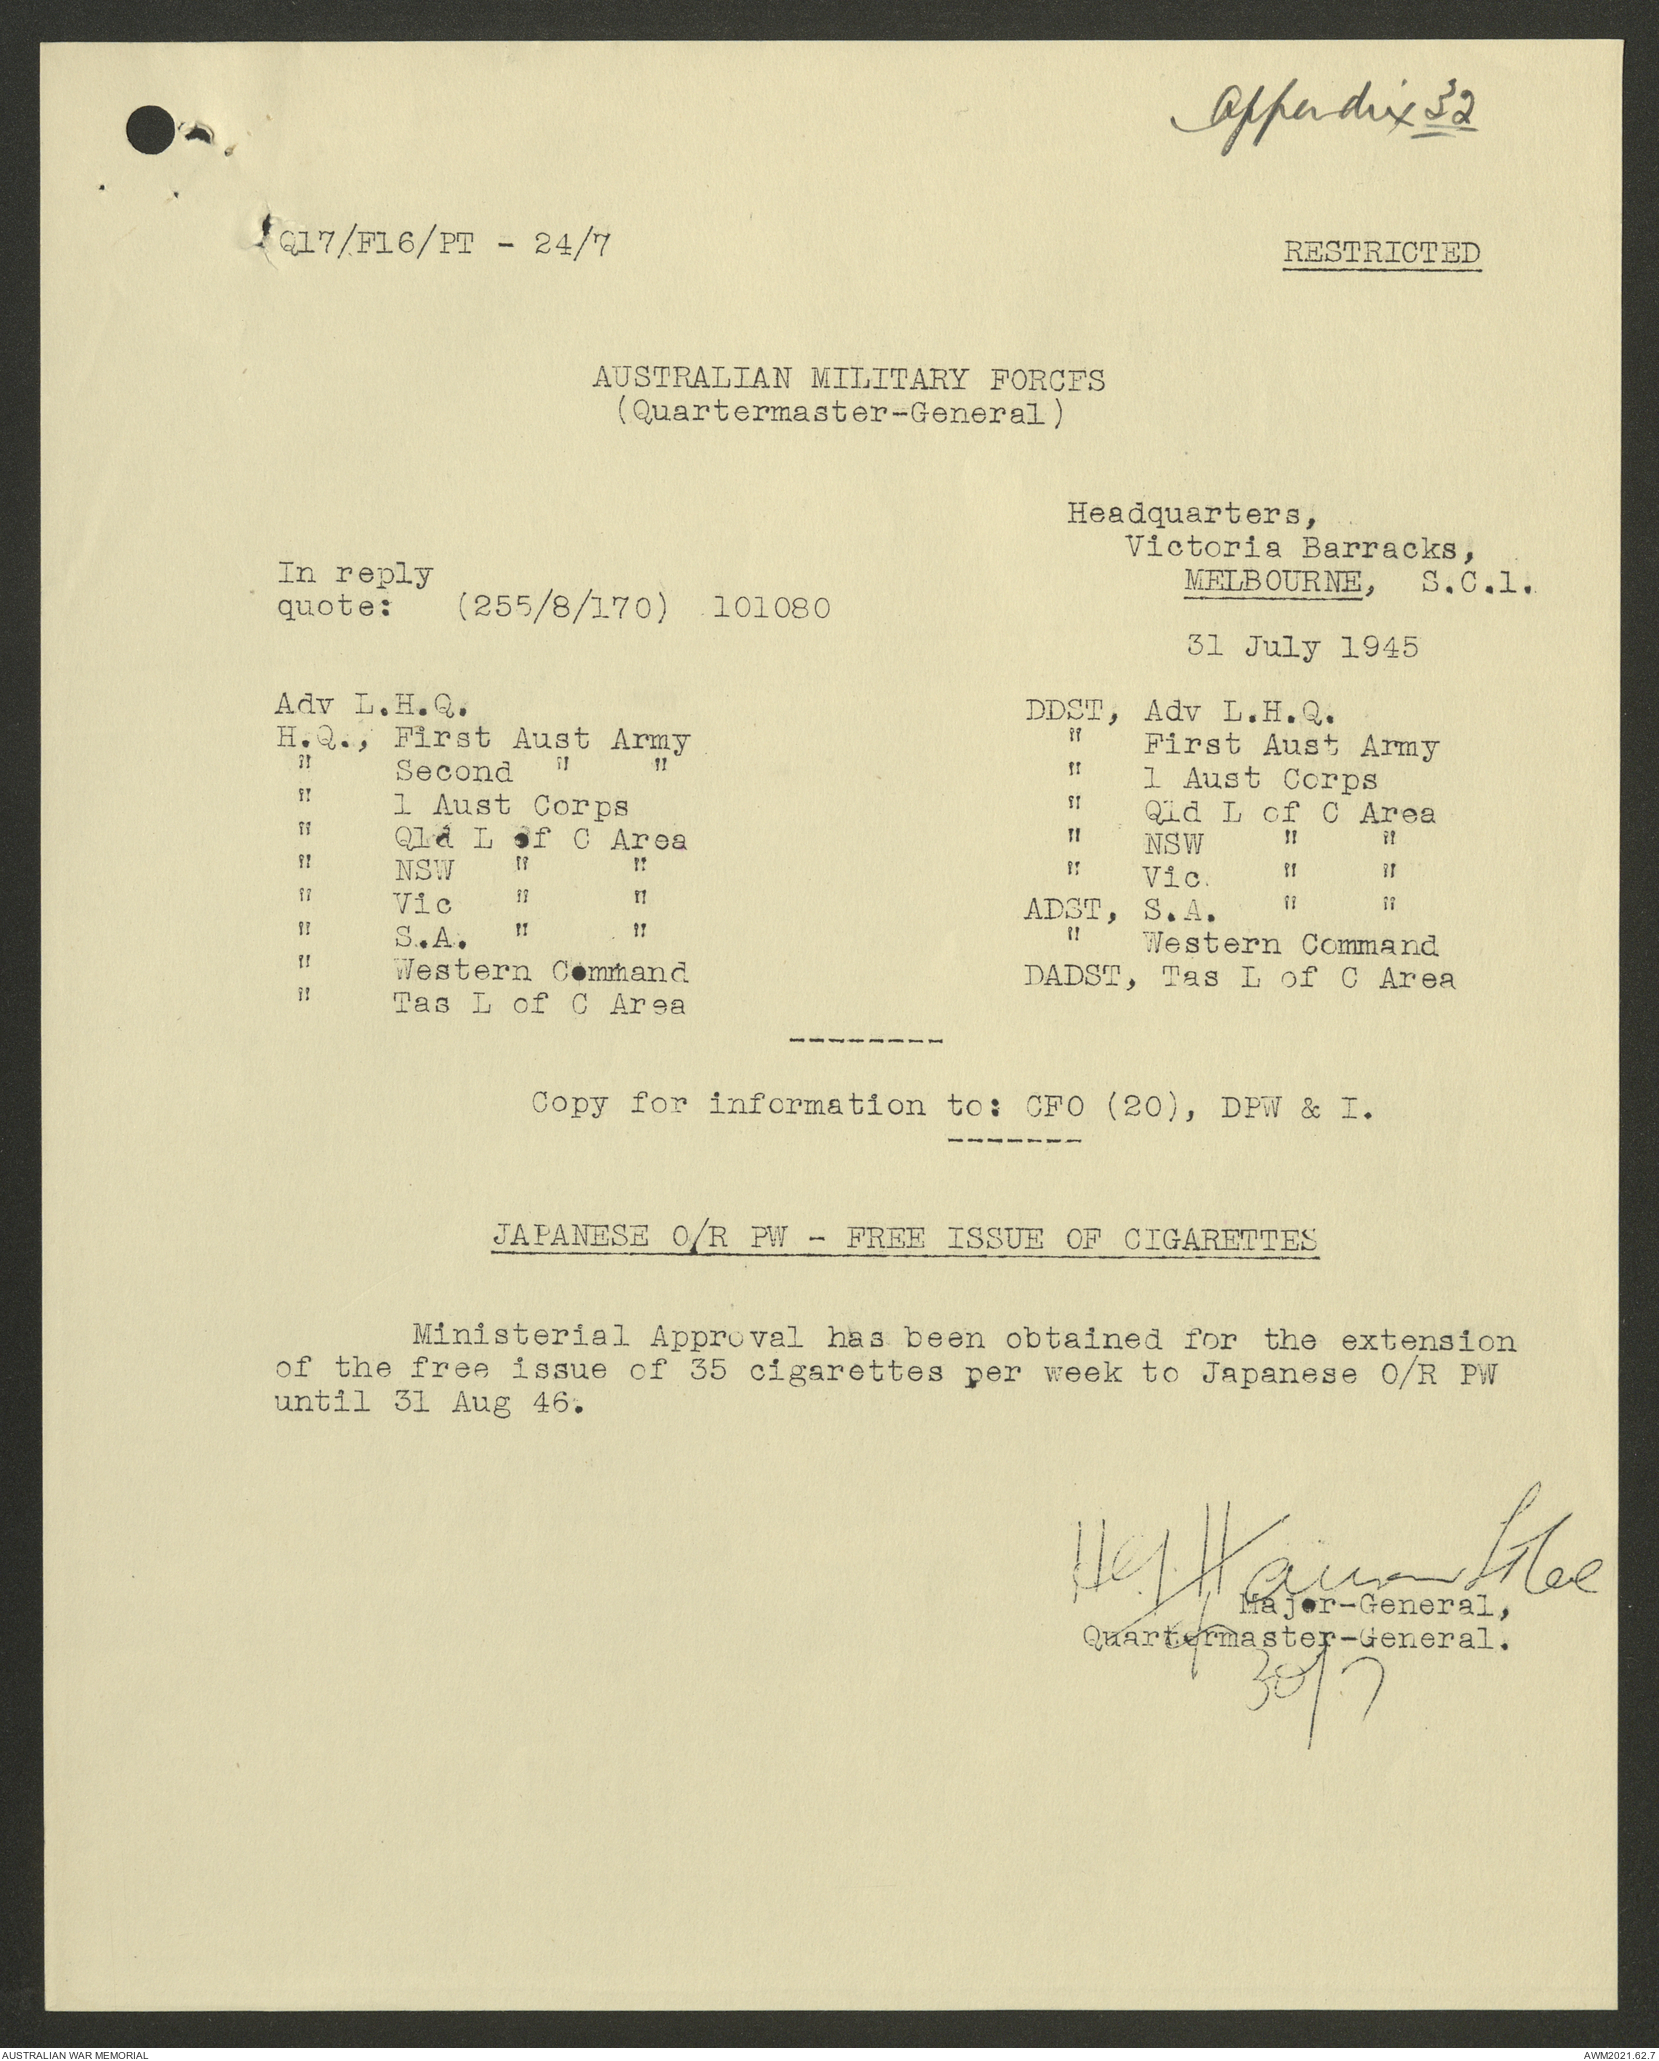 Appendix 32
Q17/F16/PT - 24/7
RESTRICTED
AUSTRALIAN MILITARY FORCES
(Quartermaster-General)
Headquarters,
Victoria Barracks,
MELBOURNE, S.C.1.
In reply
quote: (255/8/170) 101080
31 July 1945
Adv L.H.Q.
H.Q., First Aust Army
" Second " "
" 1 Aust Corps
" Qld L of C Area
" NSW " "
" Vic " "
" S.A. " "
" Western Command
" Tas L of C Area
DDST, Adv L.H.Q.
" First Aust Army
" 1 Aust Corps
" Qld L of C Area
" NSW " "
" Vic. " "
ADST, S.A. " "
" Western Command
DADST, Tas L of C Area
--------
Copy for information to: CFO (20), DPW & I.
-------
JAPANESE O/R PW - FREE ISSUE OF CIGARETTES
Ministerial Approval has been obtained for the extension
of the free issue of 35 cigarettes per week to Japanese O/R PW
until 31 Aug 46.
Major-General,
Quartermaster-General.
30/7
AUSTRALIAN WAR MEMORIAL
AWM2021.62.7